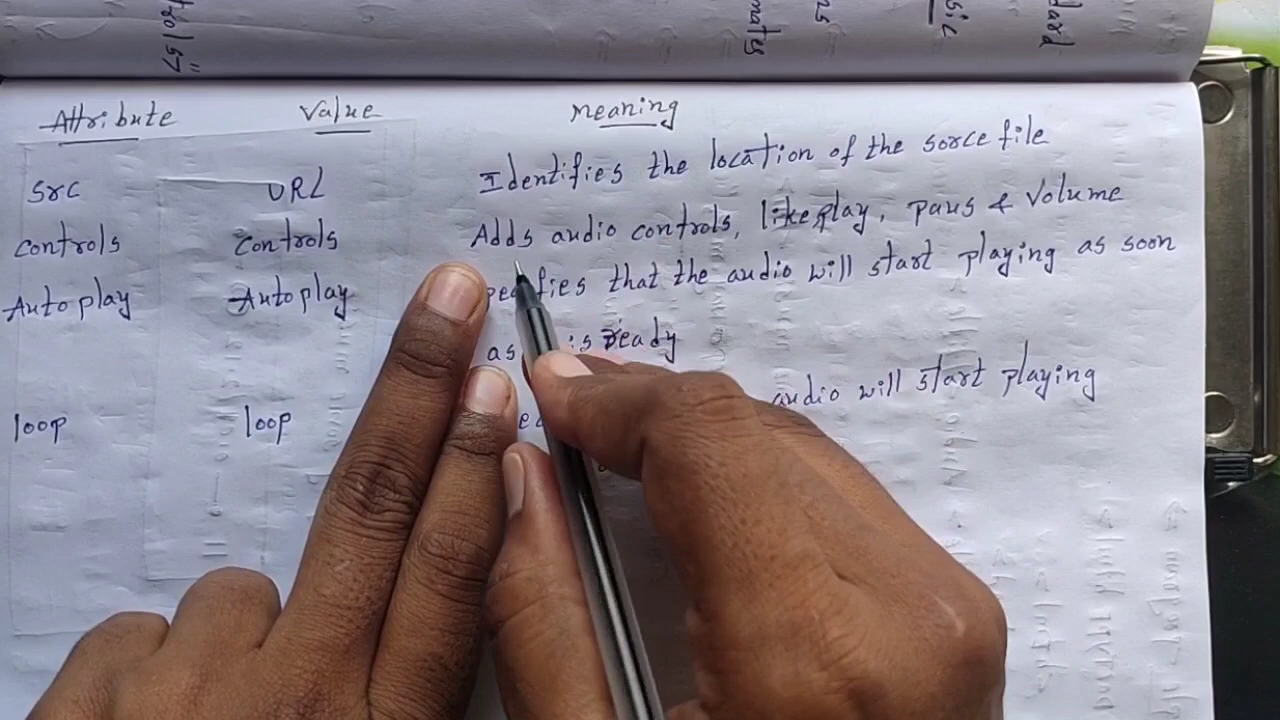 Attribute Value Meaning
src URL Identifies the location of the sorce file
controls controls Adds audio controls, like play, paus & volume
Autoplay Autoplay that the audio will start playing as soon
as is ready
loop loop audio will start playing